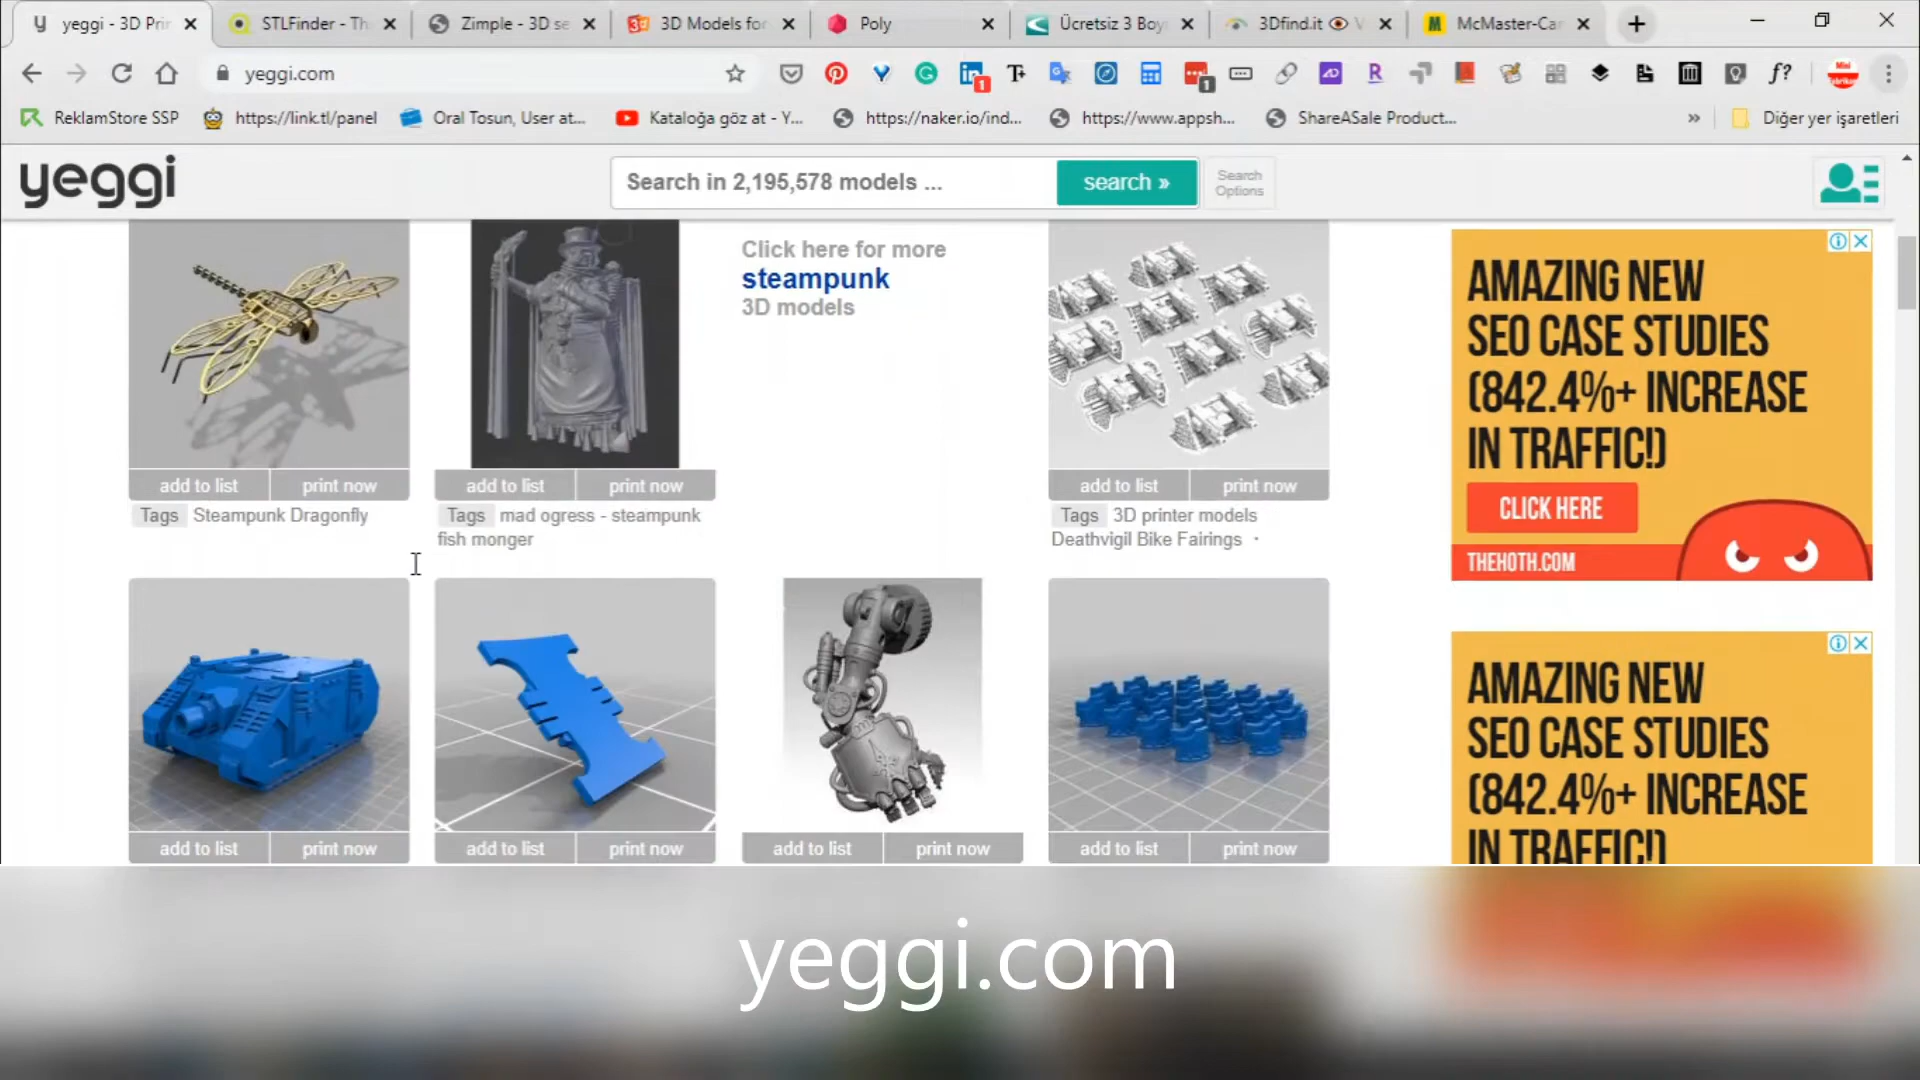 yeggi - 3D Prin
STLFinder - Th
Zimple - 3D se
3D Models for
Poly
Ücretsiz 3 Boy
3Dfind.it
McMaster-Car
yeggi.com
ReklamStore SSP
https://link.tl/panel
Oral Tosun, User at...
Kataloğa göz at - Y...
https://naker.io/ind...
https://www.appsh...
ShareASale Product...
»
Diğer yer işaretleri
yeggi
Search in 2,195,578 models ...
search »
Search
Options
Click here for more
steampunk
3D models
add to list
print now
add to list
print now
add to list
print now
Tags Steampunk Dragonfly
Tags mad ogress - steampunk
fish monger
Tags 3D printer models
Deathvigil Bike Fairings ·
add to list
print now
add to list
print now
add to list
print now
add to list
print now
AMAZING NEW
SEO CASE STUDIES
(842.4%+ INCREASE
IN TRAFFIC!)
CLICK HERE
THEHOTH.COM
AMAZING NEW
SEO CASE STUDIES
(842.4%+ INCREASE
IN TRAFFIC!)
yeggi.com